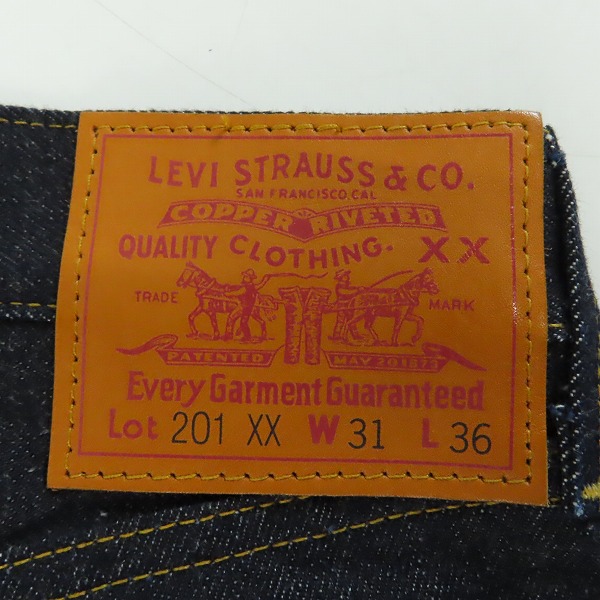 LEVI STRAUSS & CO.
SAN FRANCISCO, CAL.
COPPER RIVETED
QUALITY CLOTHING. XX
TRADE MARK
PATENTED MAY 20 1873
Every Garment Guaranteed
Lot 201 XX W 31 L 36